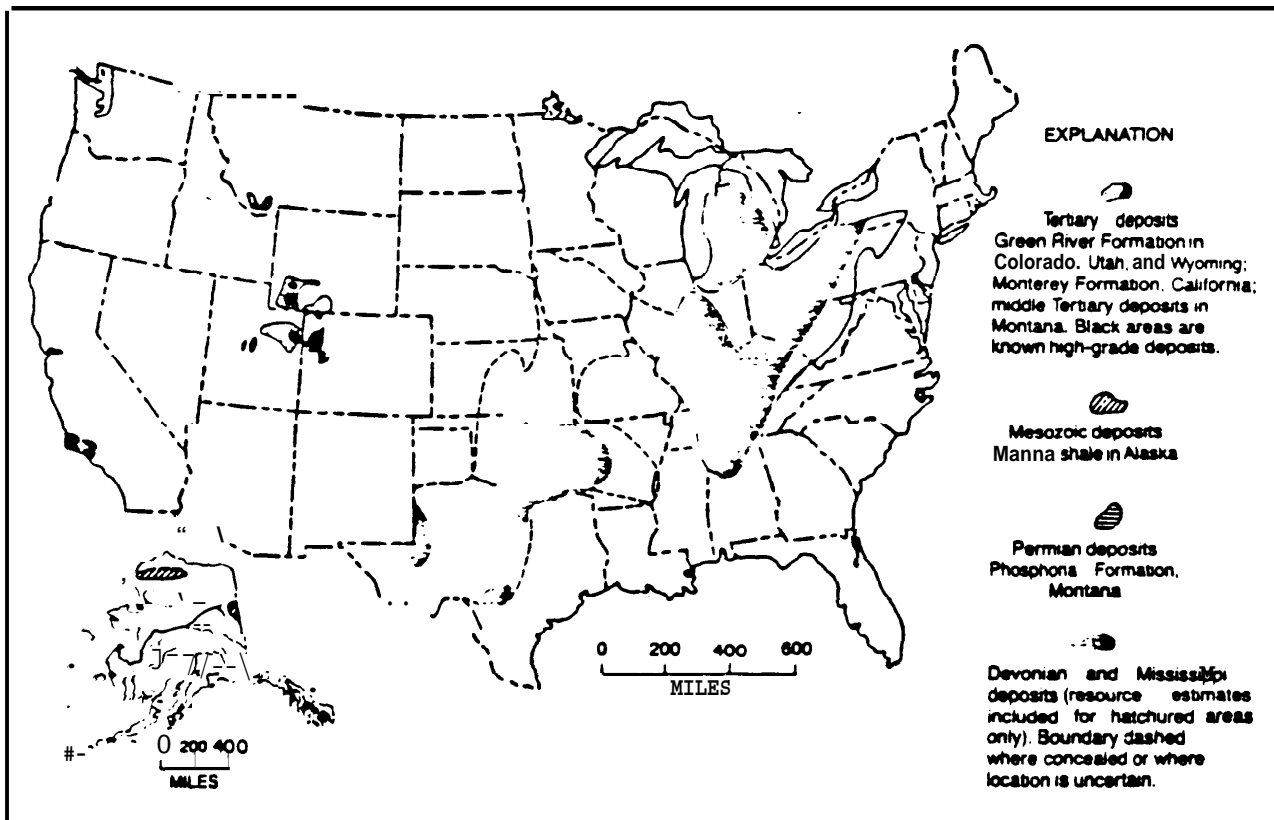 EXPLANATION
Tertiary deposits
Green River Formation in
Colorado. Utah, and Wyoming;
Monterey Formation, California;
middle Tertiary deposits in
Montana. Black areas are
known high-grade deposits.
Mesozoic deposits
Manna shale in Alaska
Permian deposits
Phosphoria Formation,
Montana
Devonian and Mississippi
deposits (resource estimates
included for hatchured areas
only). Boundary dashed
where concealed or where
location is uncertain.
0 200 400 600
MILES
#-
0 200 400
MILES